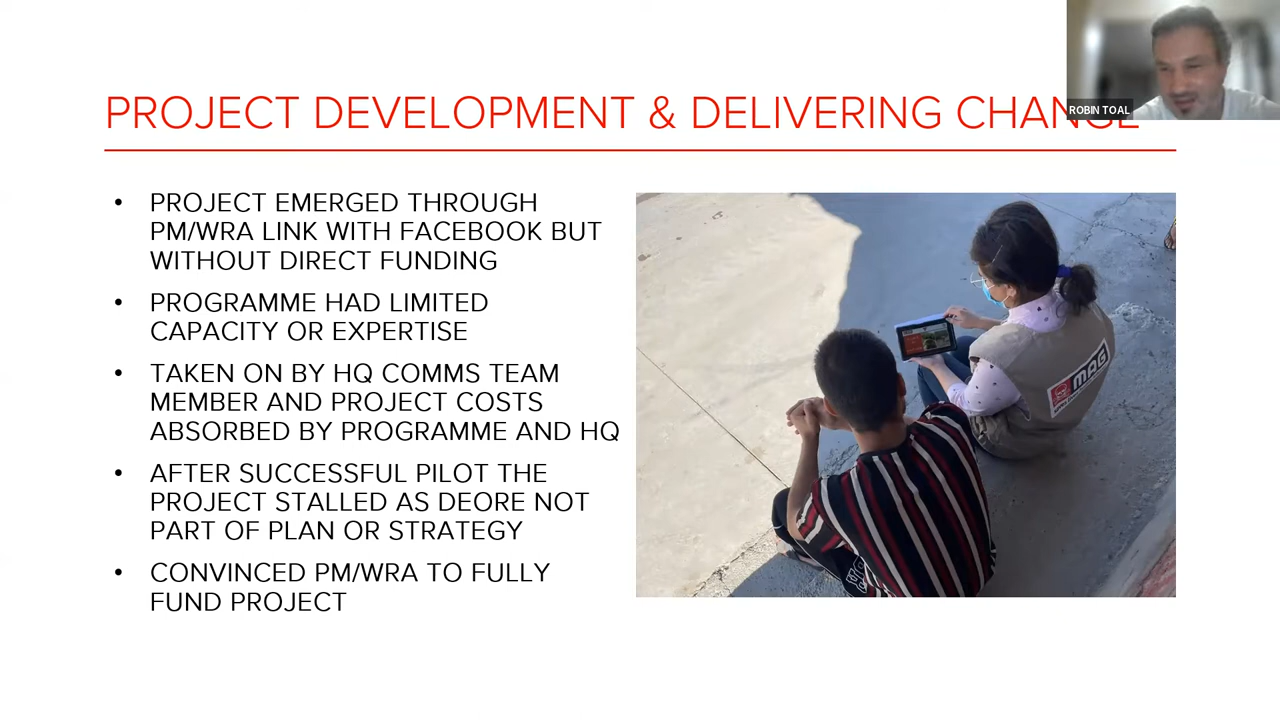 ROBIN TOAL
PROJECT DEVELOPMENT & DELIVERING CHANGE
• PROJECT EMERGED THROUGH
PM/WRA LINK WITH FACEBOOK BUT
WITHOUT DIRECT FUNDING
• PROGRAMME HAD LIMITED
CAPACITY OR EXPERTISE
• TAKEN ON BY HQ COMMS TEAM
MEMBER AND PROJECT COSTS
ABSORBED BY PROGRAMME AND HQ
• AFTER SUCCESSFUL PILOT THE
PROJECT STALLED AS DEORE NOT
PART OF PLAN OR STRATEGY
• CONVINCED PM/WRA TO FULLY
FUND PROJECT
MAG